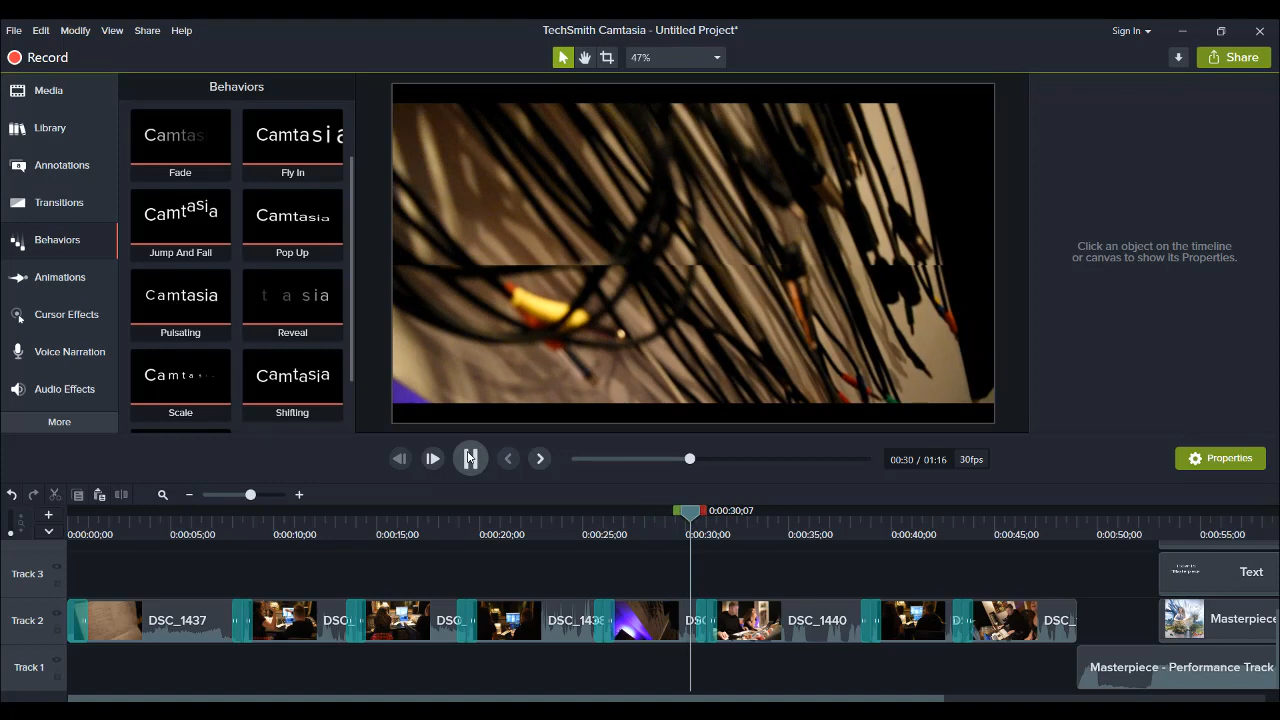 File Edit Modify View Share Help
TechSmith Camtasia - Untitled Project*
Sign In
Record
47%
Share
Media
Library
Annotations
Transitions
Behaviors
Animations
Cursor Effects
Voice Narration
Audio Effects
More
Behaviors
Camtas
Camtasia
Fade
Fly In
Camtasia
Camtasia
Jump And Fall
Pop Up
Camtasia
t a sia
Pulsating
Reveal
Camtas
Camtasia
Scale
Shifting
Click an object on the timeline
or canvas to show its Properties.
00:30 / 01:16
30fps
Properties
0:00:30;07
0:00:00;00
0:00:05;00
0:00:10;00
0:00:15;00
0:00:20;00
0:00:25;00
0:00:30;00
0:00:35;00
0:00:40;00
0:00:45;00
0:00:50;00
0:00:55;00
Track 3
Text
Track 2
DSC_1437
DSC
DSC
DSC_1438
DSC
DSC_1440
D
DSC_
Masterpiece
Track 1
Masterpiece - Performance Track